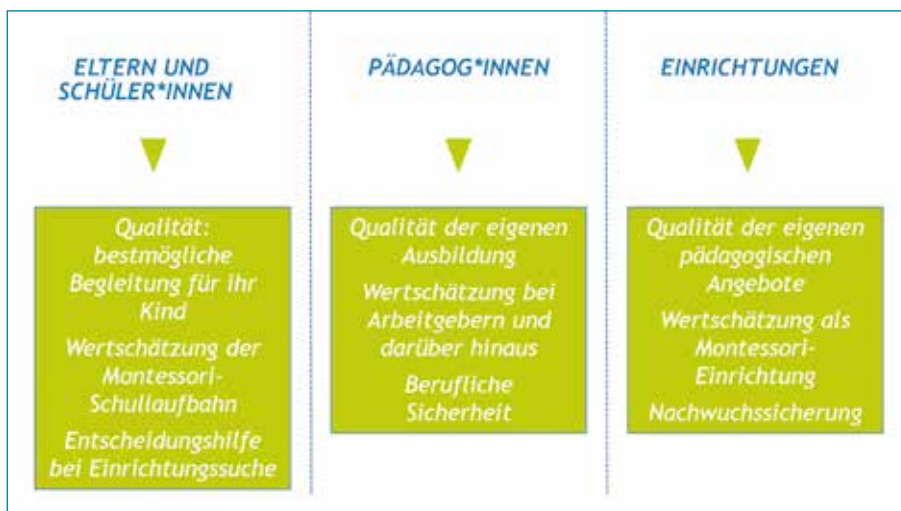 ELTERN UND
SCHÜLER*INNEN
Qualität:
bestmögliche
Begleitung für ihr
Kind
Wertschätzung der
Montessori-
Schullaufbahn
Entscheidungshilfe
bei Einrichtungssuche
PÄDAGOG*INNEN
Qualität der eigenen
Ausbildung
Wertschätzung bei
Arbeitgebern und
darüber hinaus
Berufliche
Sicherheit
EINRICHTUNGEN
Qualität der eigenen
pädagogischen
Angebote
Wertschätzung als
Montessori-
Einrichtung
Nachwuchssicherung